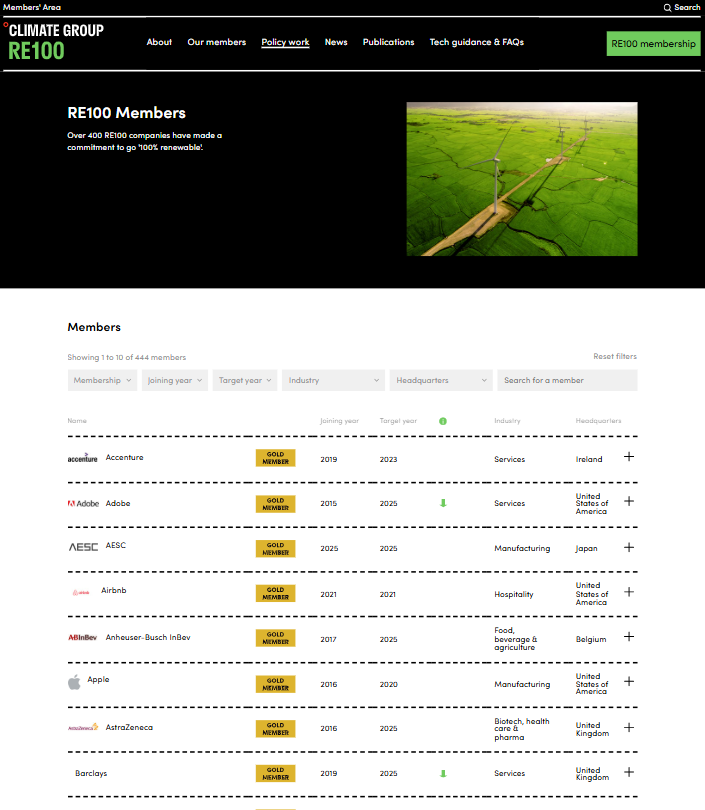 Members' Area
Search
°CLIMATE GROUP
RE100
About Our members Policy work News Publications Tech guidance & FAQs
RE100 membership
RE100 Members
Over 400 RE100 companies have made a
commitment to go '100% renewable'.
Members
Showing 1 to 10 of 444 members
Reset filters
Membership Joining year Target year Industry Headquarters Search for a member
Name Joining year Target year Industry Headquarters
accenture Accenture GOLD MEMBER 2019 2023 Services Ireland
Adobe Adobe GOLD MEMBER 2015 2025 Services United States of America
AESC AESC GOLD MEMBER 2025 2025 Manufacturing Japan
airbnb Airbnb GOLD MEMBER 2021 2021 Hospitality United States of America
ABInBev Anheuser-Busch InBev GOLD MEMBER 2017 2025 Food, beverage & agriculture Belgium
Apple GOLD MEMBER 2016 2020 Manufacturing United States of America
AstraZeneca AstraZeneca GOLD MEMBER 2016 2025 Biotech, health care & pharma United Kingdom
Barclays GOLD MEMBER 2019 2025 Services United Kingdom